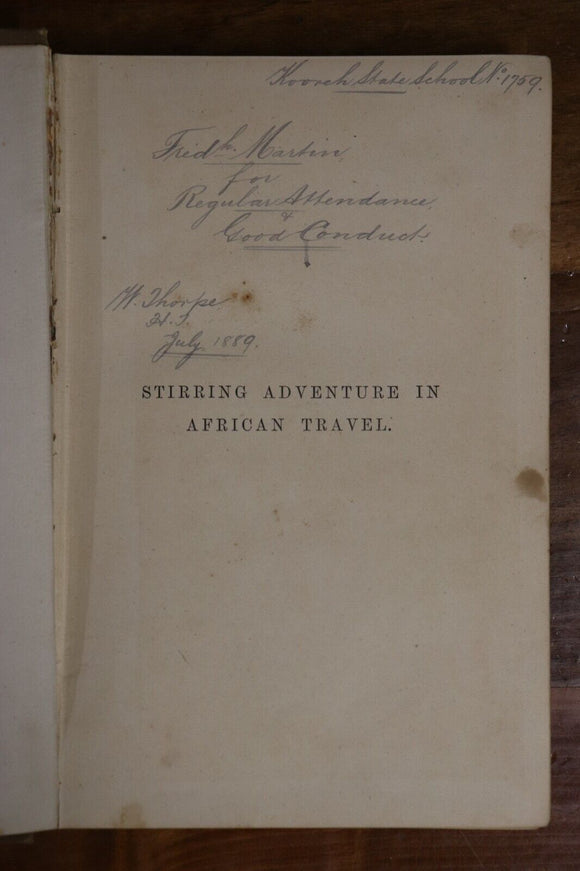 Kooreh State School No. 1759.
Fredk. Martin,
for
Regular Attendance,
&
Good Conduct.
W. Thorpe.
H.T.
July, 1889.
STIRRING ADVENTURE IN
AFRICAN TRAVEL.